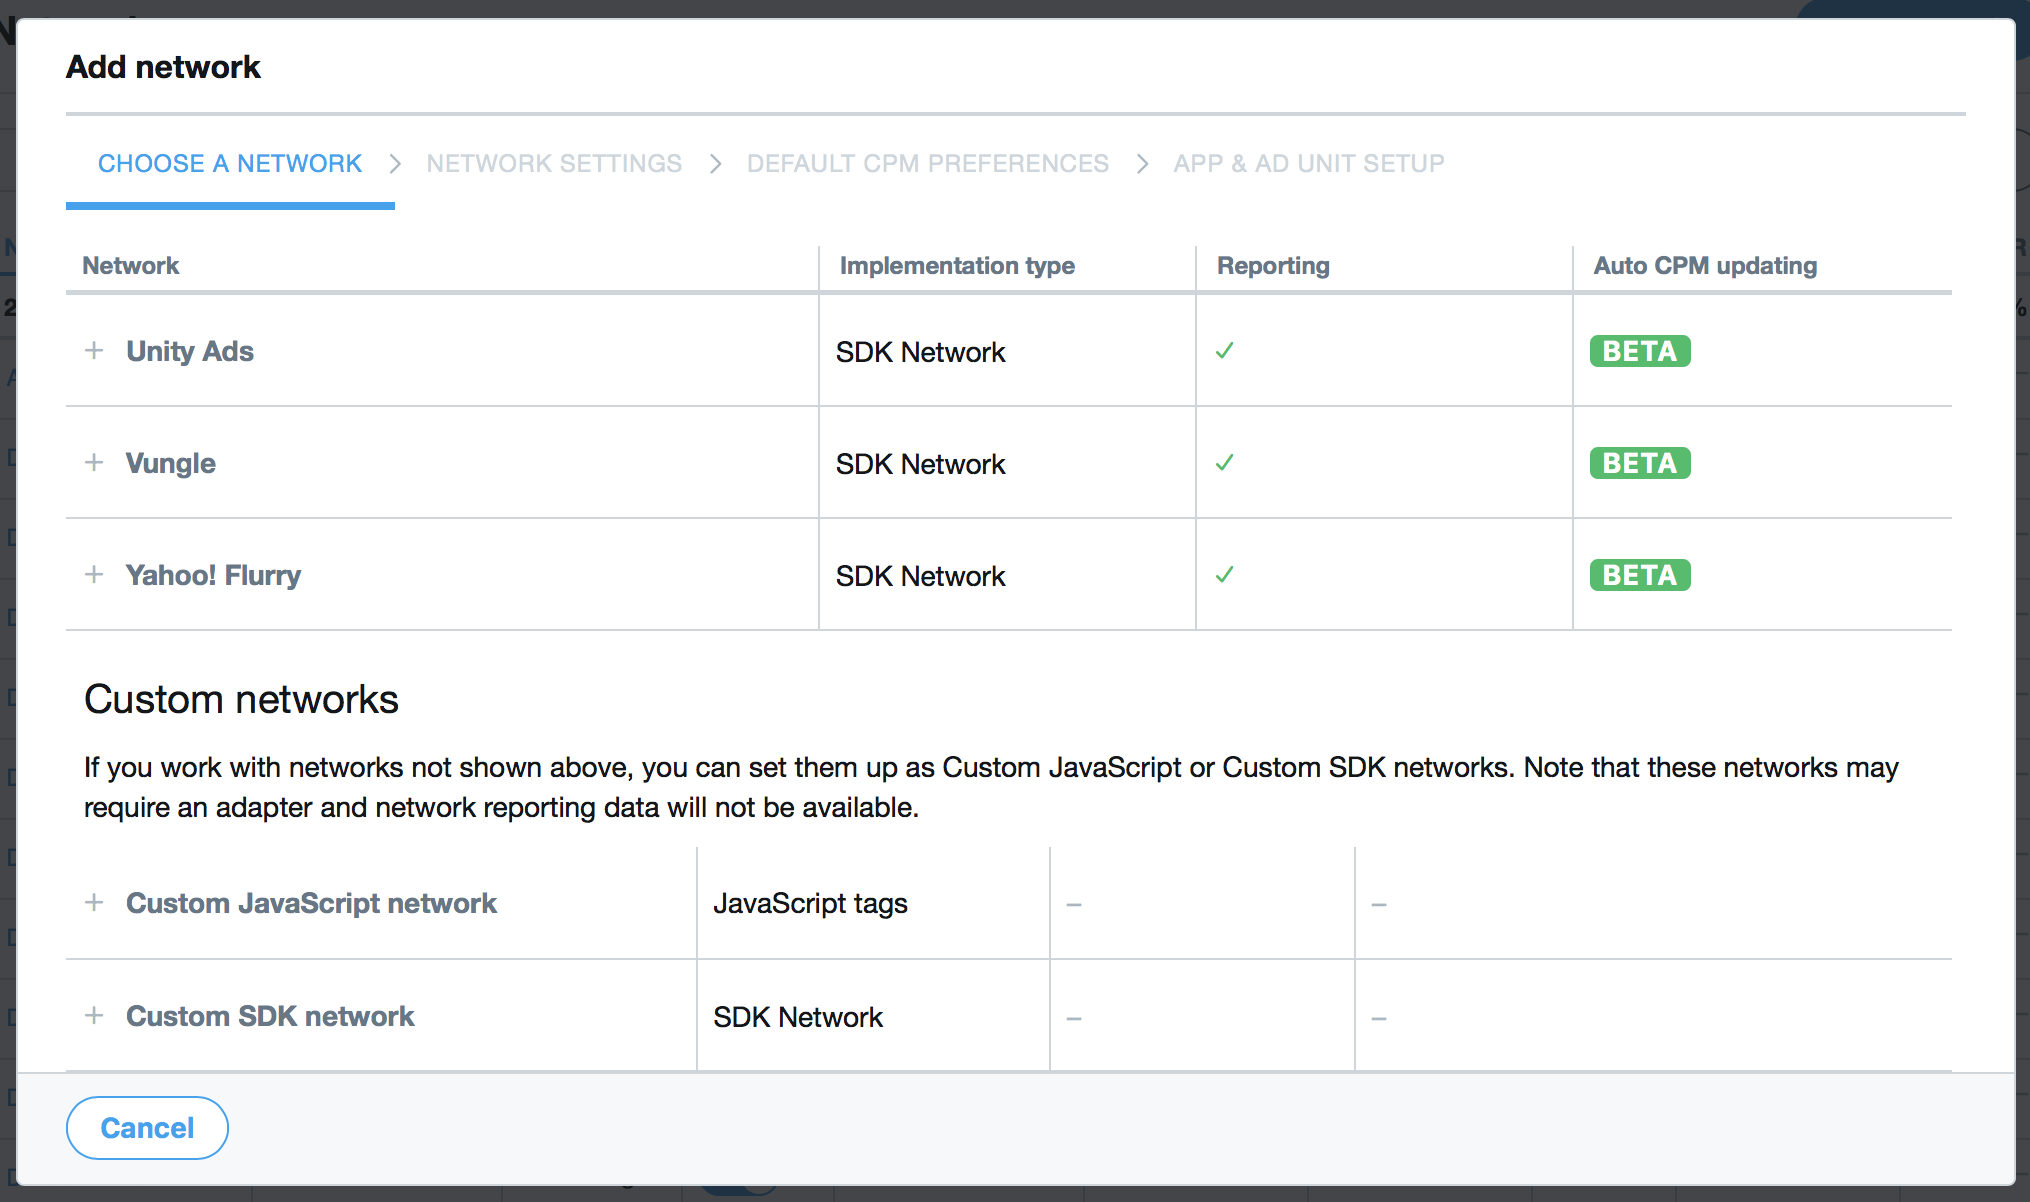 Add network
CHOOSE A NETWORK > NETWORK SETTINGS > DEFAULT CPM PREFERENCES > APP & AD UNIT SETUP
Network Implementation type Reporting Auto CPM updating
+ Unity Ads SDK Network ✓ BETA
+ Vungle SDK Network ✓ BETA
+ Yahoo! Flurry SDK Network ✓ BETA
Custom networks
If you work with networks not shown above, you can set them up as Custom JavaScript or Custom SDK networks. Note that these networks may
require an adapter and network reporting data will not be available.
+ Custom JavaScript network JavaScript tags – –
+ Custom SDK network SDK Network – –
Cancel